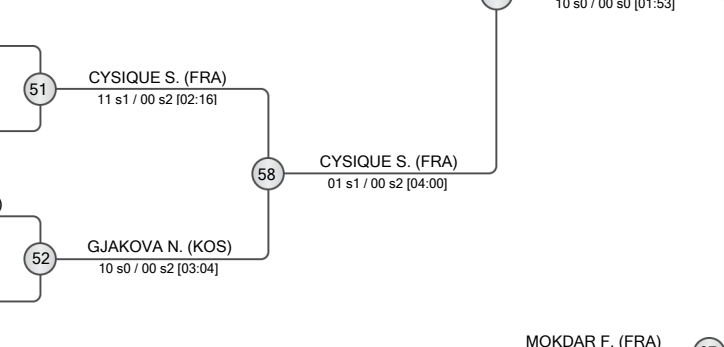 10 s0 / 00 s0 [01:53]
51
CYSIQUE S. (FRA)
11 s1 / 00 s2 [02:16]
58
CYSIQUE S. (FRA)
01 s1 / 00 s2 [04:00]
52
GJAKOVA N. (KOS)
10 s0 / 00 s2 [03:04]
MOKDAR F. (FRA)